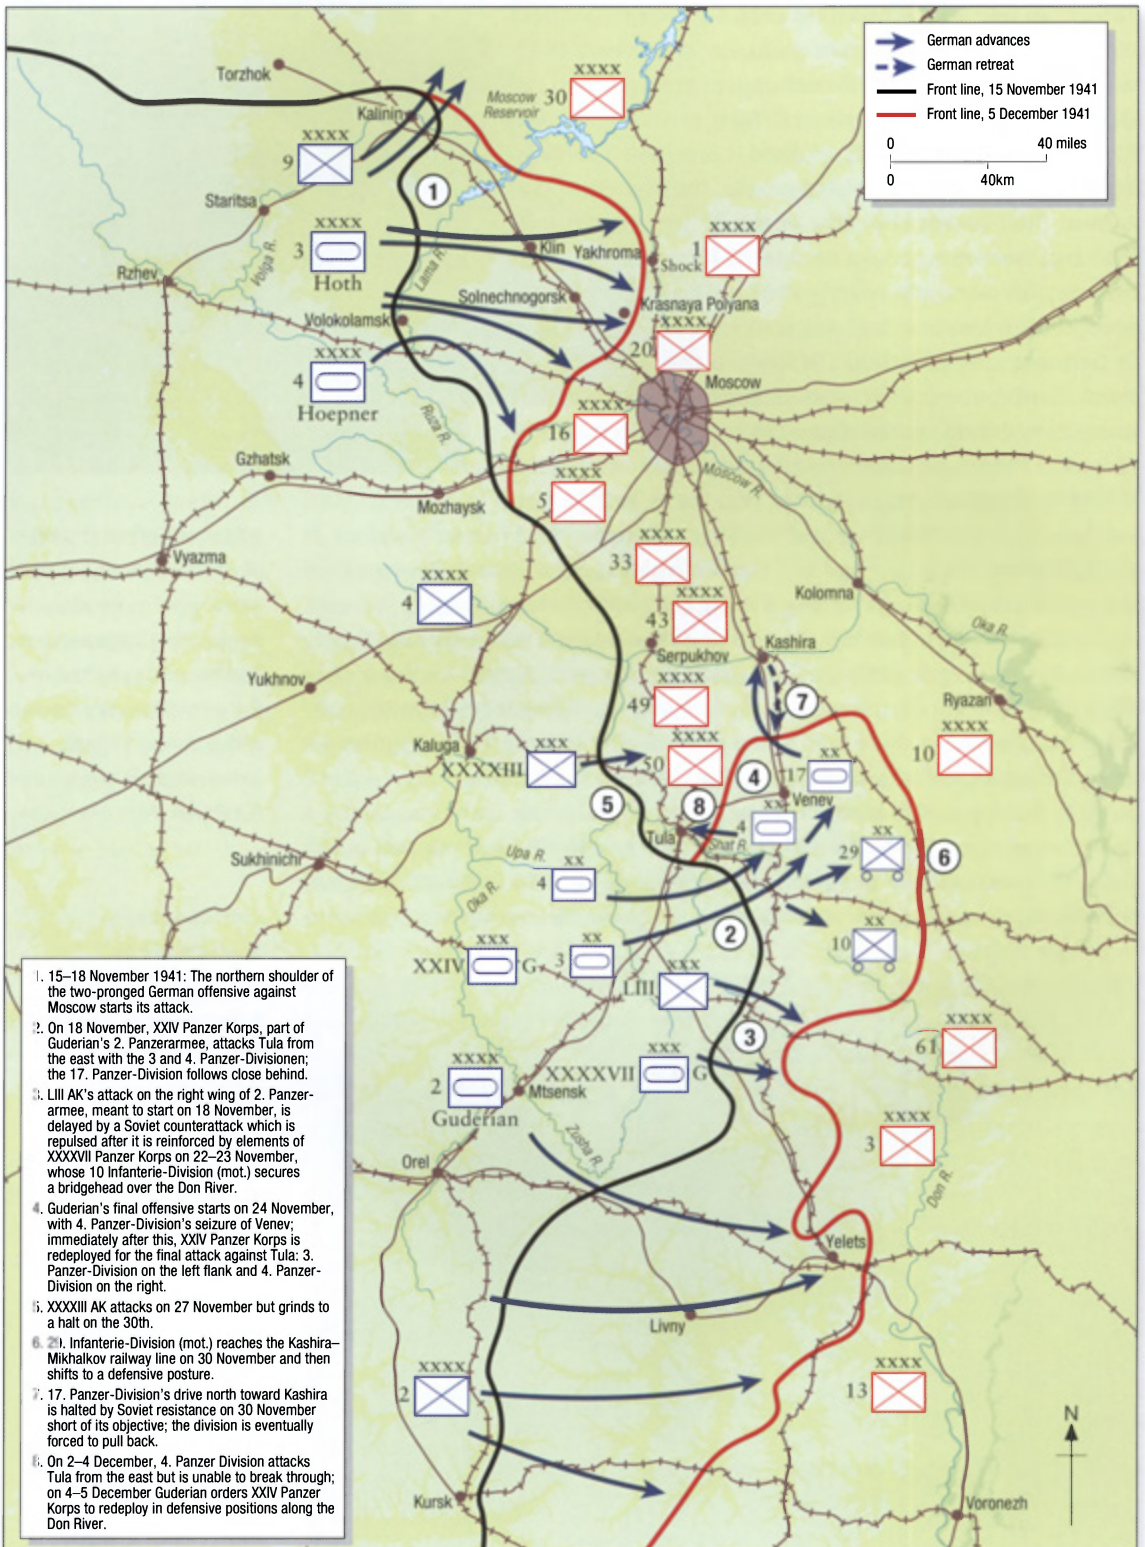 German advances
German retreat
Front line, 15 November 1941
Front line, 5 December 1941
0 40 miles
0 40km
Torzhok
Kalinin
Moscow
Reservoir
XXXX
30
XXXX
9
1
Staritsa
XXXX
3
Hoth
Volga R.
Lama R.
Klin
Yakhroma
XXXX
1
Shock
Rzhev
Solnechnogorsk
Krasnaya Polyana
Volokolamsk
XXXX
20
XXXX
4
Hoepner
Moscow
Ruza R.
XXXX
16
Gzhatsk
Mozhaysk
XXXX
5
Moscow R.
Vyazma
XXXX
33
XXXX
4
XXXX
43
Kolomna
Oka R.
Serpukhov
Kashira
Yukhnov
XXXX
49
7
Ryazan
Kaluga
XXX
XXXXIII
XXXX
50
XXXX
10
4
XX
17
Venev
5
8
XX
4
Tula
Shat R.
XX
29
6
Sukhinichi
Upa R.
XX
4
Oka R.
2
XX
10
XXX
XXIV G
XX
3
XXX
LIII
3
XXXX
61
XXXX
2
Guderian
XXX
XXXXVII G
Mtsensk
XXXX
3
Zusha R.
Orel
Don R.
Yelets
Livny
XXXX
2
XXXX
13
N
Kursk
Voronezh
1. 15–18 November 1941: The northern shoulder of
the two-pronged German offensive against
Moscow starts its attack.
2. On 18 November, XXIV Panzer Korps, part of
Guderian's 2. Panzerarmee, attacks Tula from
the east with the 3 and 4. Panzer-Divisionen;
the 17. Panzer-Division follows close behind.
3. LIII AK's attack on the right wing of 2. Panzer-
armee, meant to start on 18 November, is
delayed by a Soviet counterattack which is
repulsed after it is reinforced by elements of
XXXXVII Panzer Korps on 22–23 November,
whose 10 Infanterie-Division (mot.) secures
a bridgehead over the Don River.
4. Guderian's final offensive starts on 24 November,
with 4. Panzer-Division's seizure of Venev;
immediately after this, XXIV Panzer Korps is
redeployed for the final attack against Tula: 3.
Panzer-Division on the left flank and 4. Panzer-
Division on the right.
5. XXXXIII AK attacks on 27 November but grinds to
a halt on the 30th.
6. 29. Infanterie-Division (mot.) reaches the Kashira–
Mikhalkov railway line on 30 November and then
shifts to a defensive posture.
7. 17. Panzer-Division's drive north toward Kashira
is halted by Soviet resistance on 30 November
short of its objective; the division is eventually
forced to pull back.
8. On 2–4 December, 4. Panzer Division attacks
Tula from the east but is unable to break through;
on 4–5 December Guderian orders XXIV Panzer
Korps to redeploy in defensive positions along the
Don River.